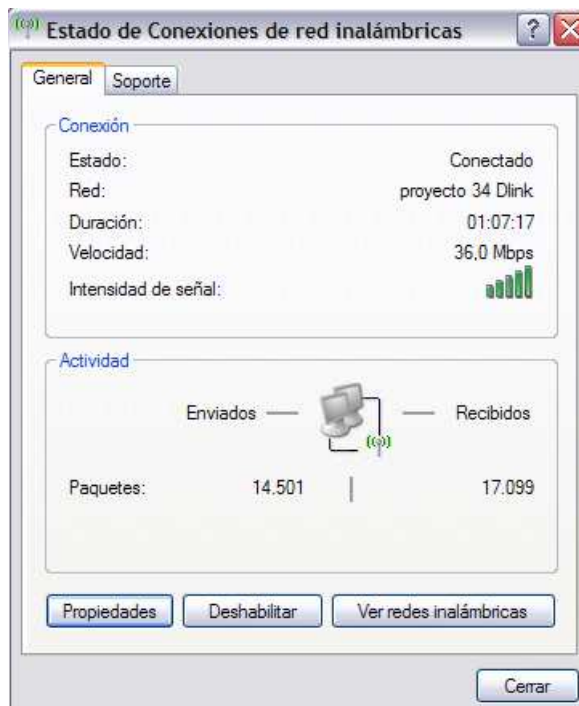 Estado de Conexiones de red inalámbricas
General Soporte
Conexión
Estado: Conectado
Red: proyecto 34 Dlink
Duración: 01:07:17
Velocidad: 36,0 Mbps
Intensidad de señal:
Actividad
Enviados Recibidos
Paquetes: 14.501 17.099
Propiedades Deshabilitar Ver redes inalámbricas
Cerrar